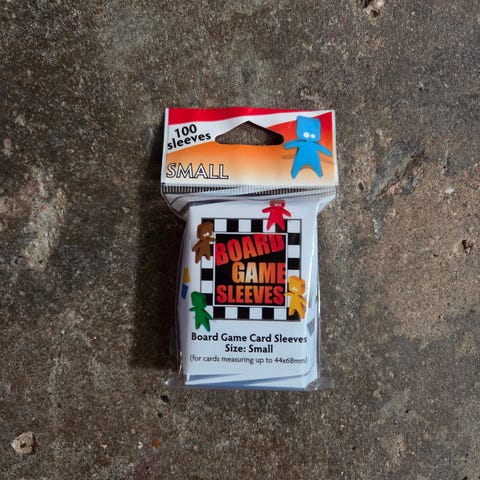 100
sleeves
SMALL
BOARD
GAME
SLEEVES
Board Game Card Sleeves
Size: Small
(for cards measuring up to 44x68mm)